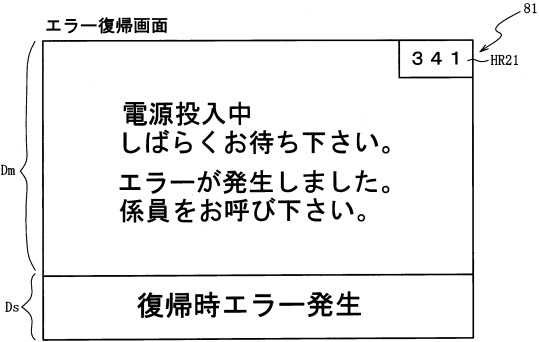 エラー復帰画面
81
341
HR21
電源投入中
しばらくお待ち下さい。
エラーが発生しました。
係員をお呼び下さい。
Dm
Ds
復帰時エラー発生